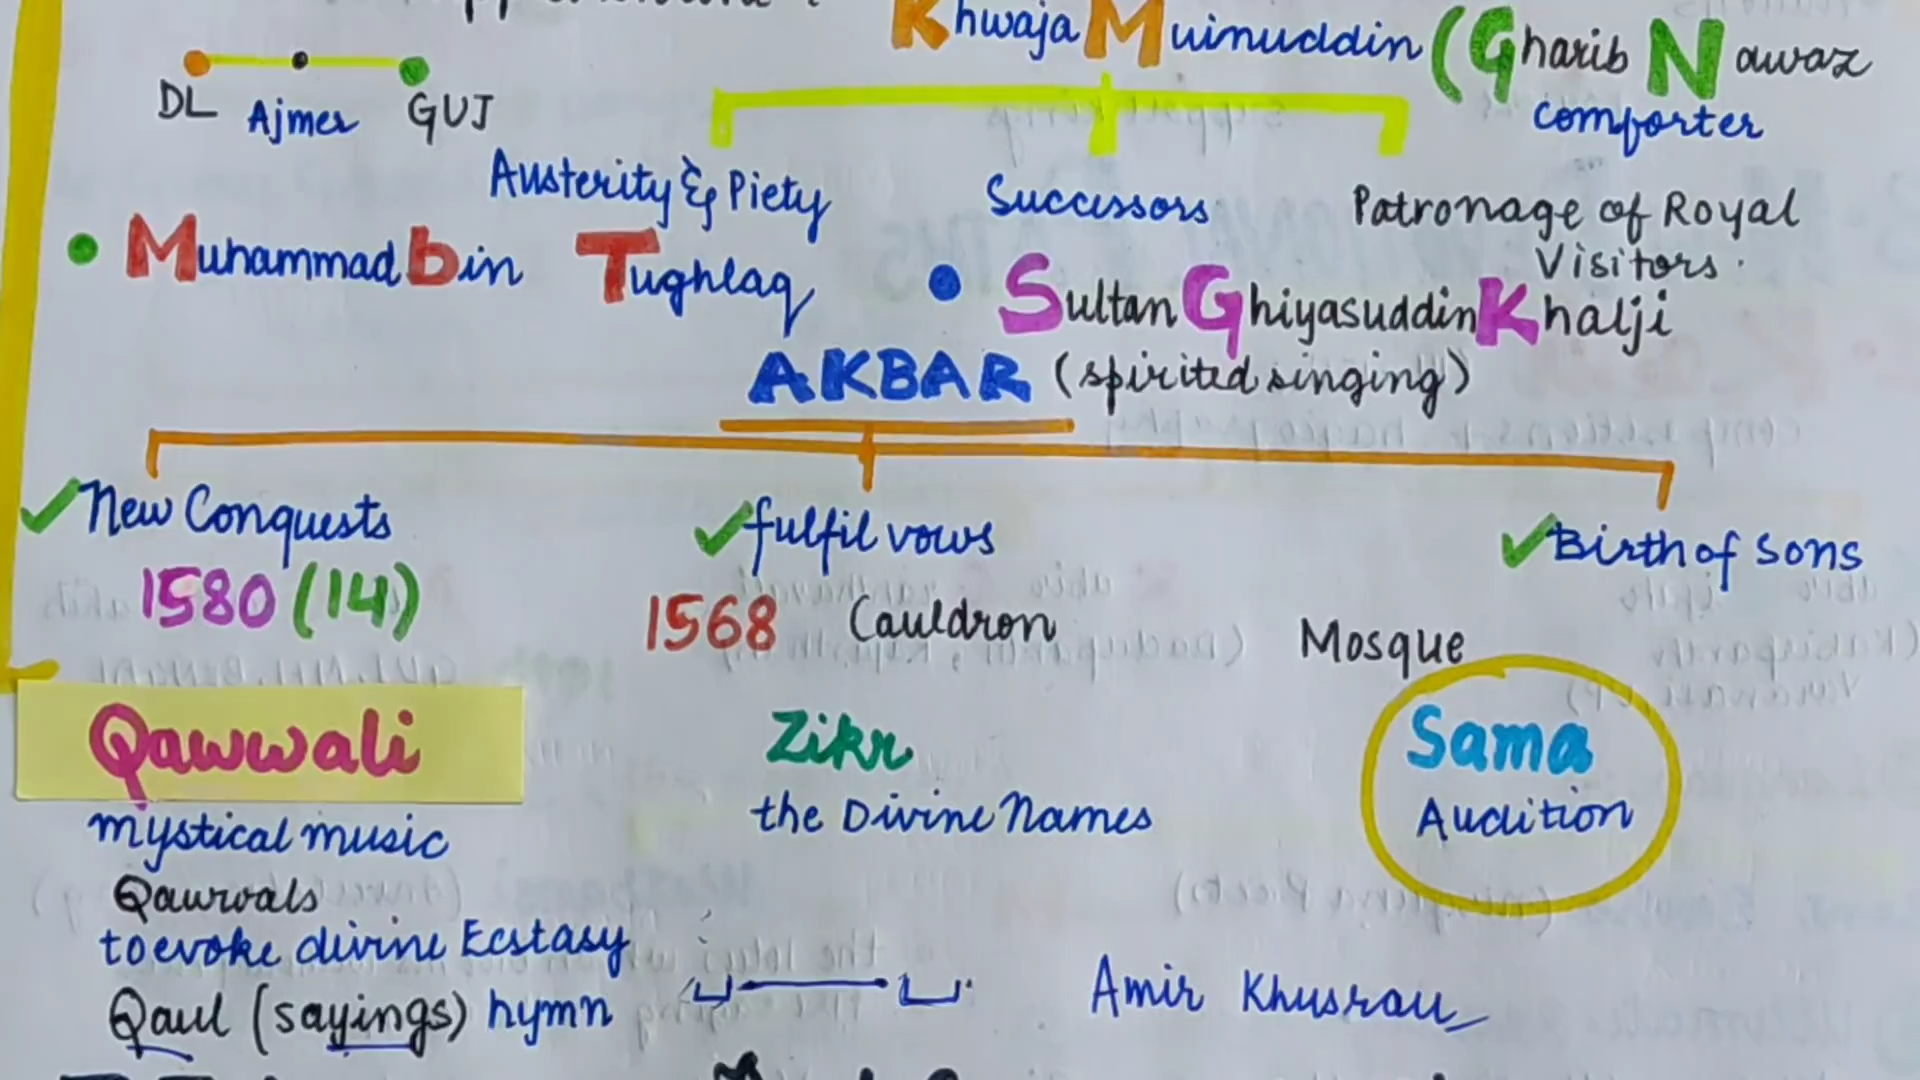 Khwaja Muinuddin (Gharib Nawaz
comforter
DL Ajmer GUJ
Austerity & Piety
Successors
Patronage of Royal
Visitors.
Muhammad bin Tughlaq
Sultan Ghiyasuddin Khalji
AKBAR (spirited singing)
New Conquests
fulfil vows
Birth of Sons
1580 (14)
1568 Cauldron
Mosque
Qawwali
Zikr
Sama
mystical music
the Divine Names
Audition
Qawwals
to evoke divine Ecstasy
Qaul (sayings) hymn
Amir Khusrau